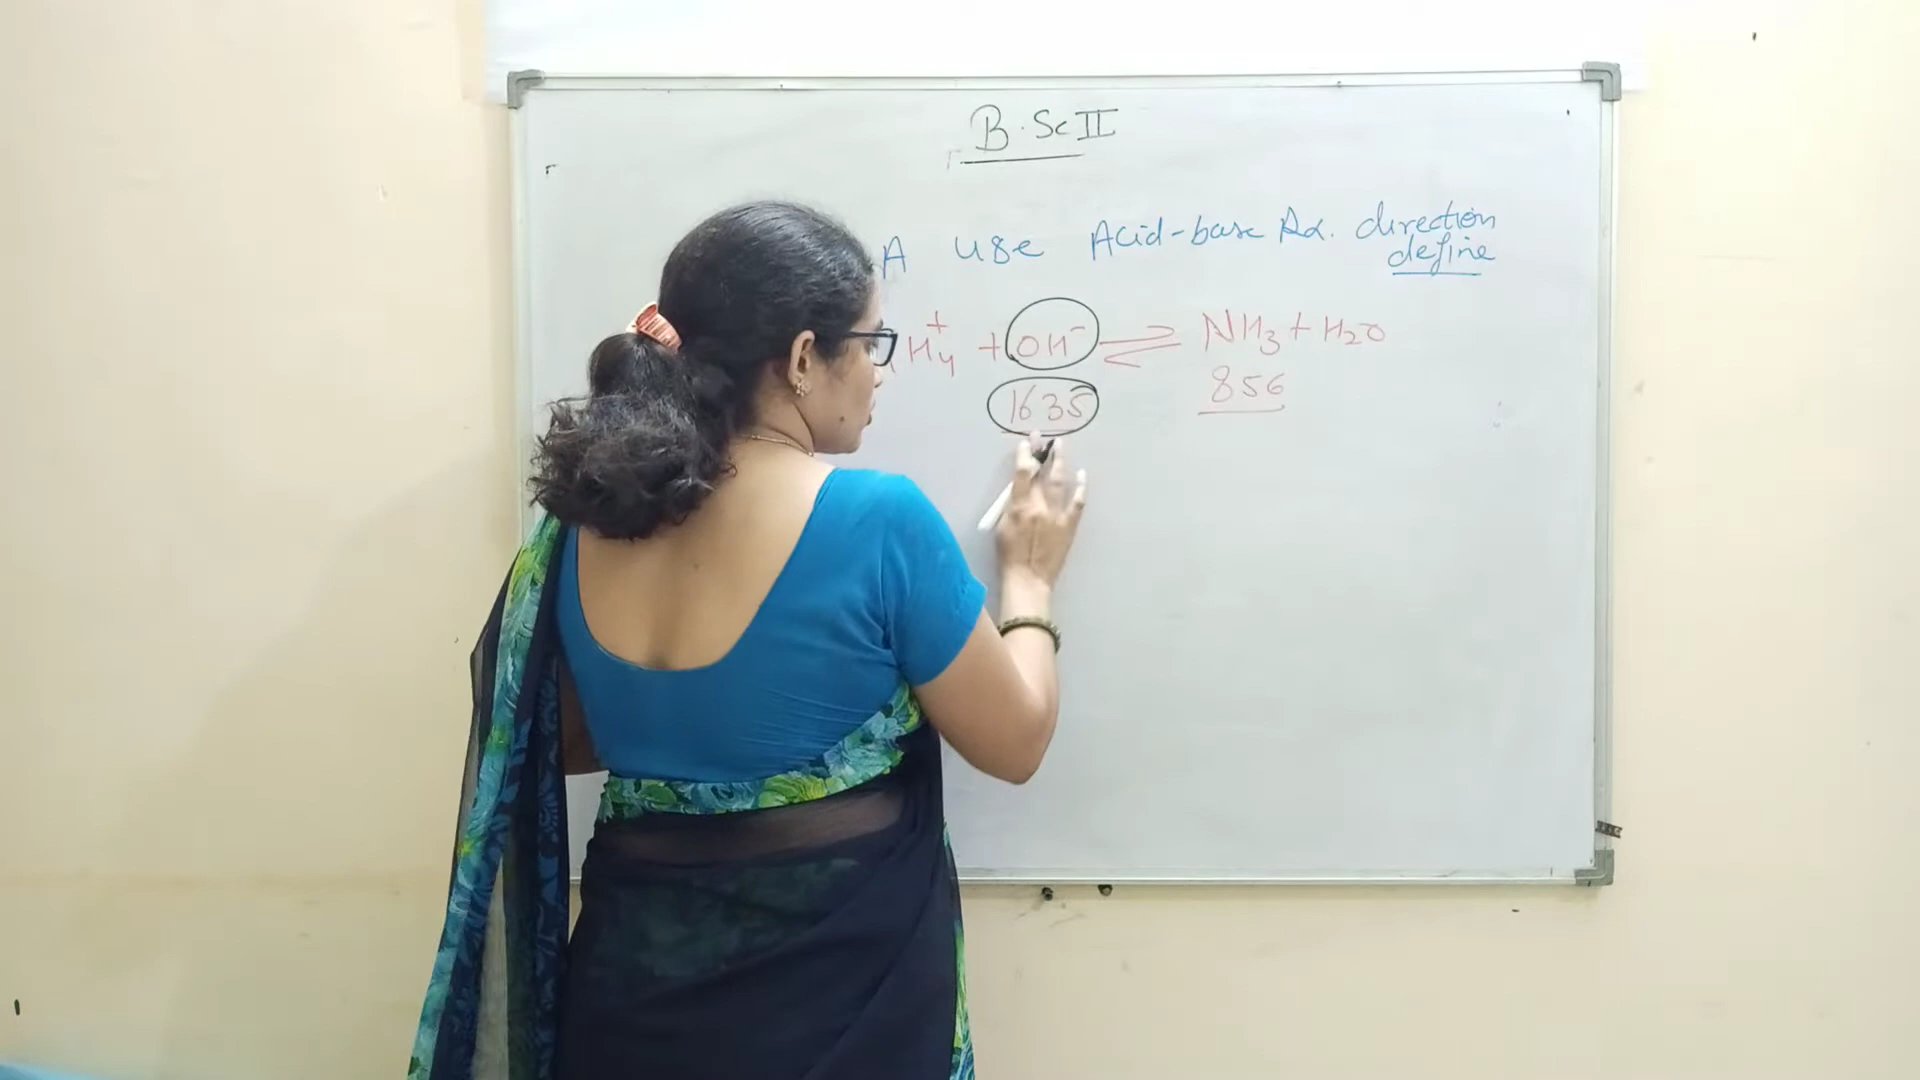 B.Sc II
A use Acid-base Rx. direction
define
H₄⁺ + OH⁻ ⇌ NH₃ + H₂O
1635 856